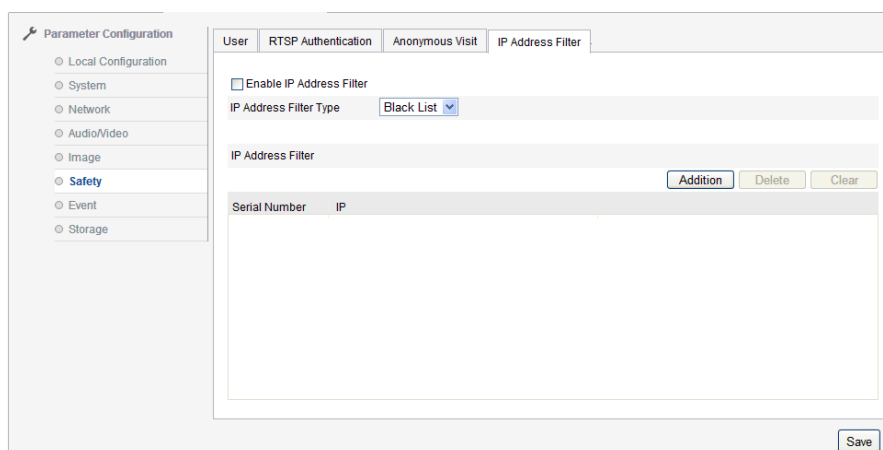 Parameter Configuration
Local Configuration
System
Network
Audio/Video
Image
Safety
Event
Storage
User RTSP Authentication Anonymous Visit IP Address Filter
Enable IP Address Filter
IP Address Filter Type Black List
IP Address Filter
Addition Delete Clear
Serial Number IP
Save